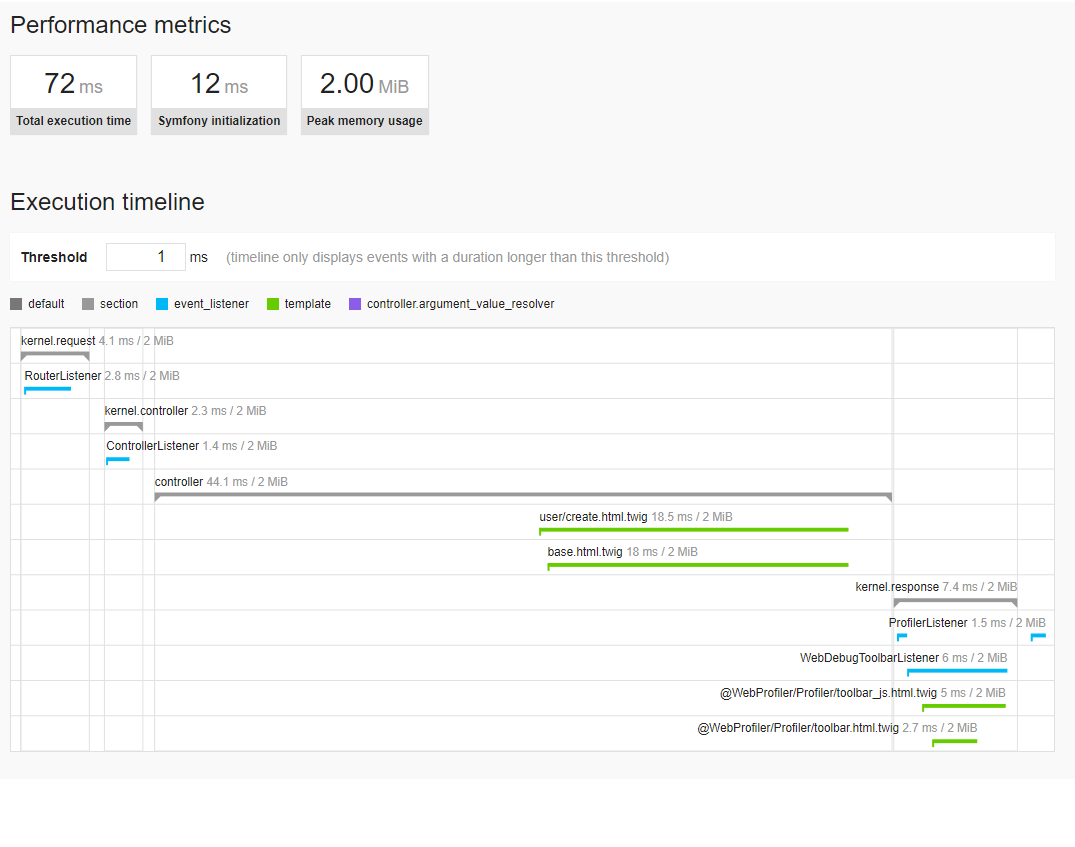 Performance metrics
72 ms
Total execution time
12 ms
Symfony initialization
2.00 MiB
Peak memory usage
Execution timeline
Threshold 1 ms (timeline only displays events with a duration longer than this threshold)
default section event_listener template controller.argument_value_resolver
kernel.request 4.1 ms / 2 MiB
RouterListener 2.8 ms / 2 MiB
kernel.controller 2.3 ms / 2 MiB
ControllerListener 1.4 ms / 2 MiB
controller 44.1 ms / 2 MiB
user/create.html.twig 18.5 ms / 2 MiB
base.html.twig 18 ms / 2 MiB
kernel.response 7.4 ms / 2 MiB
ProfilerListener 1.5 ms / 2 MiB
WebDebugToolbarListener 6 ms / 2 MiB
@WebProfiler/Profiler/toolbar_js.html.twig 5 ms / 2 MiB
@WebProfiler/Profiler/toolbar.html.twig 2.7 ms / 2 MiB